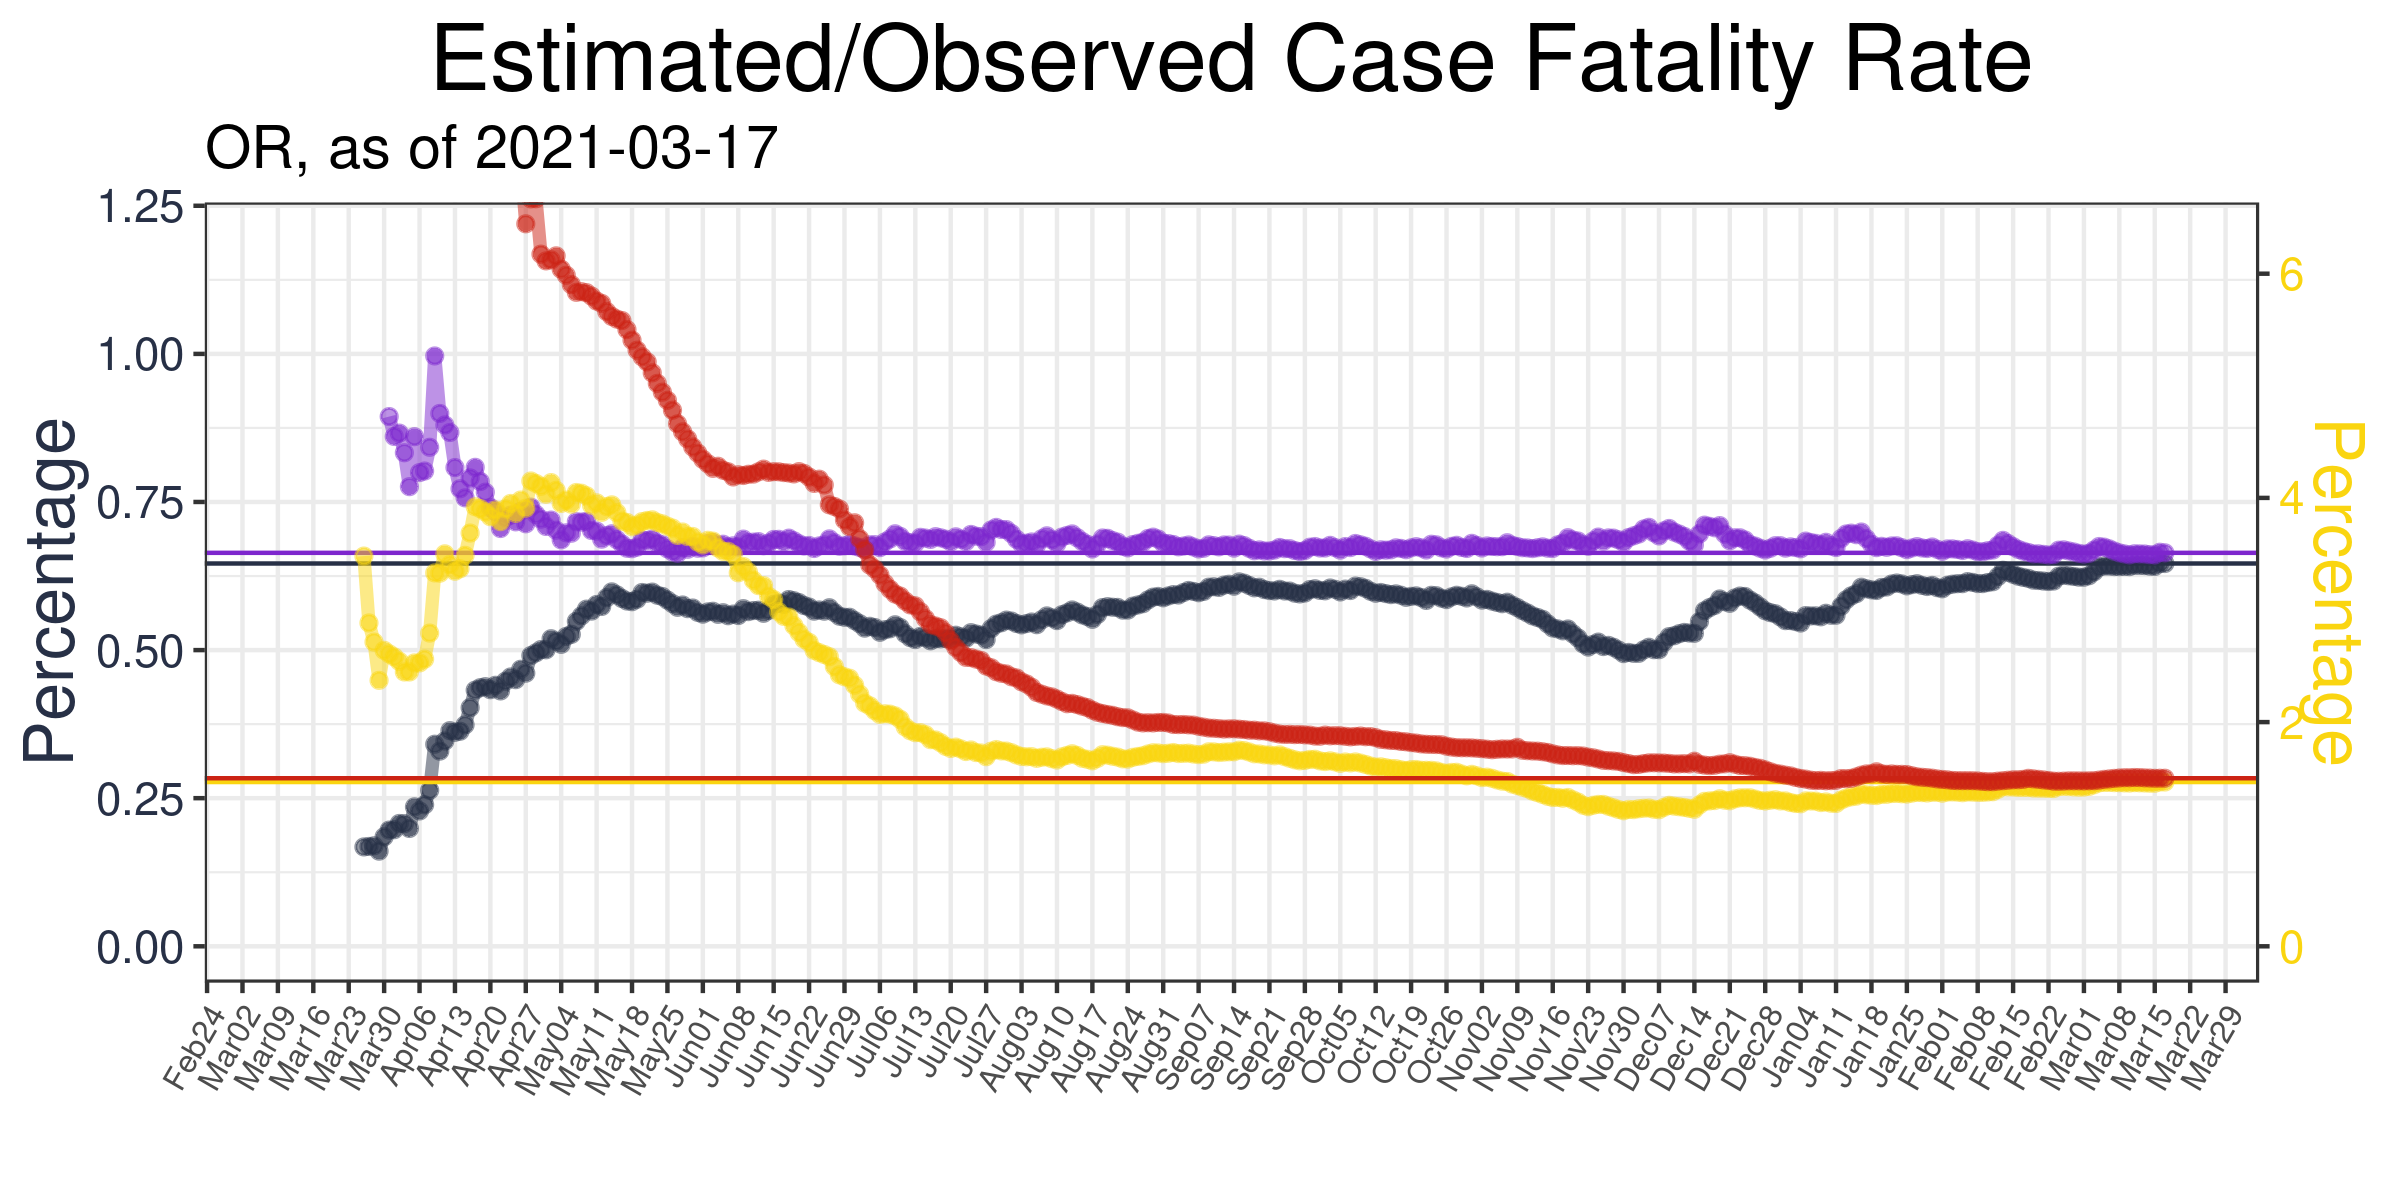 Estimated/Observed Case Fatality Rate
OR, as of 2021-03-17
Percentage
1.25
1.00
0.75
0.50
0.25
0.00
6
4
2
0
Percentage
Feb24
Mar02
Mar09
Mar16
Mar23
Mar30
Apr06
Apr13
Apr20
Apr27
May04
May11
May18
May25
Jun01
Jun08
Jun15
Jun22
Jun29
Jul06
Jul13
Jul20
Jul27
Aug03
Aug10
Aug17
Aug24
Aug31
Sep07
Sep14
Sep21
Sep28
Oct05
Oct12
Oct19
Oct26
Nov02
Nov09
Nov16
Nov23
Nov30
Dec07
Dec14
Dec21
Dec28
Jan04
Jan11
Jan18
Jan25
Feb01
Feb08
Feb15
Feb22
Mar01
Mar08
Mar15
Mar22
Mar29